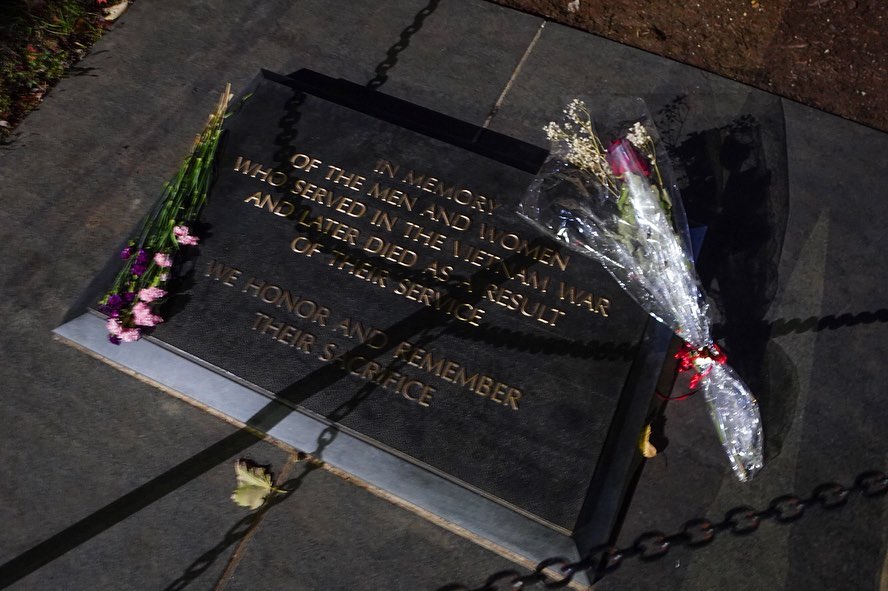 IN MEMORY
OF THE MEN AND WOMEN
WHO SERVED IN THE VIETNAM WAR
AND LATER DIED AS A RESULT
OF THEIR SERVICE
WE HONOR AND REMEMBER
THEIR SACRIFICE